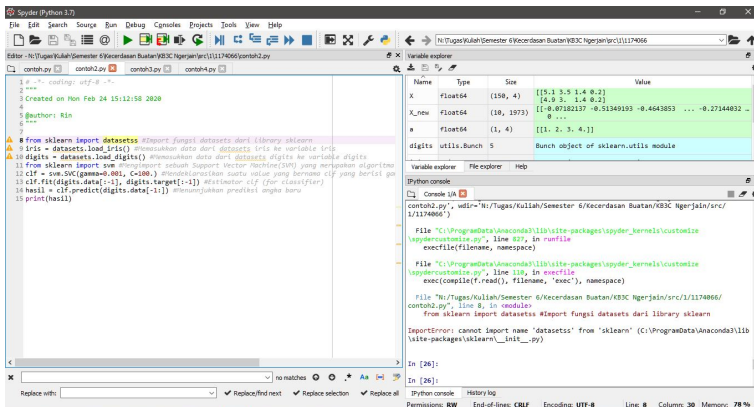 Spyder (Python 3.7)
File Edit Search Source Run Debug Consoles Projects Tools View Help
N:\Tugas\Kuliah\Semester 6\Kecerdasan Buatan\KB3C Ngerjain\src\1\1174066
Editor - N:\Tugas\Kuliah\Semester 6\Kecerdasan Buatan\KB3C Ngerjain\src\1\1174066\contoh2.py
contoh.py contoh2.py contoh3.py contoh4.py
1 # -*- coding: utf-8 -*-
2 """
3 Created on Mon Feb 24 15:12:58 2020
4
5 @author: Rin
6 """
7
8 from sklearn import datasetss #Import fungsi datasets dari library sklearn
9 iris = datasets.load_iris() #Memasukkan data dari datasets iris ke variable iris
10 digits = datasets.load_digits() #Memasukkan data dari datasets digits ke variable digits
11 from sklearn import svm #Mengimport sebuah Support Vector Machine(SVM) yang merupakan algoritma
12 clf = svm.SVC(gamma=0.001, C=100.) #Mendeklarasikan suatu value yang bernama clf yang berisi gam
13 clf.fit(digits.data[:-1], digits.target[:-1]) #Estimator clf (for classifier)
14 hasil = clf.predict(digits.data[-1:]) #Menunjukkan prediksi angka baru
15 print(hasil)
no matches
Aa
Replace with:
Replace/find next Replace selection Replace all
Variable explorer
Name Type Size Value
X float64 (150, 4) [[5.1 3.5 1.4 0.2]
[4.9 3. 1.4 0.2]
X_new float64 (10, 1973) [[-0.07182137 -0.51349193 -0.4643853 ... -0.27144032 …
0 ...
a float64 (1, 4) [[1. 2. 3. 4.]]
digits utils.Bunch 5 Bunch object of sklearn.utils module
Variable explorer File explorer Help
IPython console
Console 1/A
contoh2.py', wdir='N:/Tugas/Kuliah/Semester 6/Kecerdasan Buatan/KB3C Ngerjain/src/
1/1174066')
File "C:\ProgramData\Anaconda3\lib\site-packages\spyder_kernels\customize
\spydercustomize.py", line 827, in runfile
execfile(filename, namespace)
File "C:\ProgramData\Anaconda3\lib\site-packages\spyder_kernels\customize
\spydercustomize.py", line 110, in execfile
exec(compile(f.read(), filename, 'exec'), namespace)
File "N:/Tugas/Kuliah/Semester 6/Kecerdasan Buatan/KB3C Ngerjain/src/1/1174066/
contoh2.py", line 8, in <module>
from sklearn import datasetss #Import fungsi datasets dari library sklearn
ImportError: cannot import name 'datasetss' from 'sklearn' (C:\ProgramData\Anaconda3\lib
\site-packages\sklearn\__init__.py)
In [26]:
In [26]:
IPython console History log
Permissions: RW End-of-lines: CRLF Encoding: UTF-8 Line: 8 Column: 30 Memory: 78 %